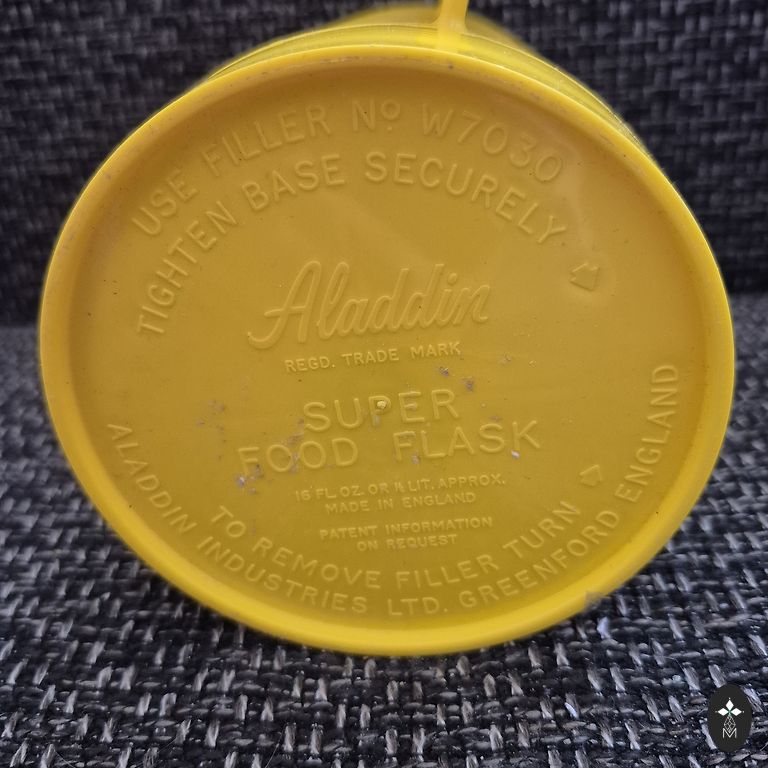 USE FILLER Nº W7030
TIGHTEN BASE SECURELY
Aladdin
REGD. TRADE MARK
SUPER
FOOD FLASK
16 FL. OZ. OR ½ LIT. APPROX.
MADE IN ENGLAND
PATENT INFORMATION
ON REQUEST
TO REMOVE FILLER TURN
ALADDIN INDUSTRIES LTD. GREENFORD ENGLAND
M